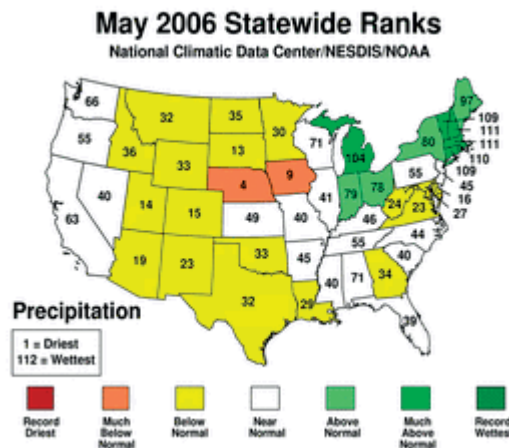 May 2006 Statewide Ranks
National Climatic Data Center/NESDIS/NOAA
66
55
63
40
36
32
33
14
15
19
23
35
13
4
49
33
32
30
9
40
45
29
71
41
104
79
78
46
55
40
71
34
39
40
44
23
24
55
80
97
109
111
111
110
109
45
16
27
Precipitation
1 = Driest
112 = Wettest
Record
Driest
Much
Below
Normal
Below
Normal
Near
Normal
Above
Normal
Much
Above
Normal
Record
Wettest